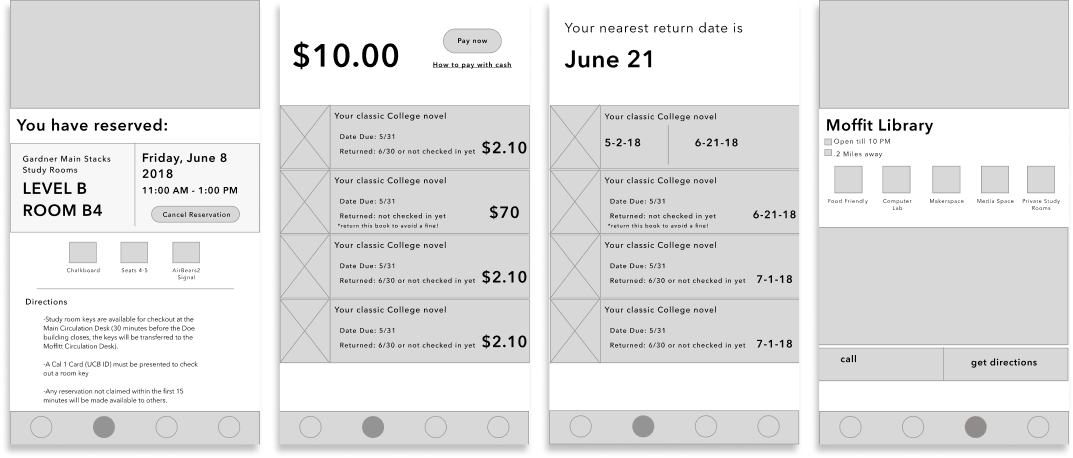 You have reserved:
Gardner Main Stacks
Study Rooms
LEVEL B
ROOM B4
Friday, June 8
2018
11:00 AM - 1:00 PM
Cancel Reservation
Chalkboard
Seats 4-5
AirBears2
Signal
Directions
-Study room keys are available for checkout at the
Main Circulation Desk (30 minutes before the Doe
building closes, the keys will be transferred to the
Moffitt Circulation Desk).
-A Cal 1 Card (UCB ID) must be presented to check
out a room key
-Any reservation not claimed within the first 15
minutes will be made available to others.
$10.00
Pay now
How to pay with cash
Your classic College novel
Date Due: 5/31
Returned: 6/30 or not checked in yet
$2.10
Your classic College novel
Date Due: 5/31
Returned: not checked in yet
*return this book to avoid a fine!
$70
Your classic College novel
Date Due: 5/31
Returned: 6/30 or not checked in yet
$2.10
Your classic College novel
Date Due: 5/31
Returned: 6/30 or not checked in yet
$2.10
Your nearest return date is
June 21
Your classic College novel
5-2-18
6-21-18
Your classic College novel
Date Due: 5/31
Returned: not checked in yet
*return this book to avoid a fine!
6-21-18
Your classic College novel
Date Due: 5/31
Returned: 6/30 or not checked in yet
7-1-18
Your classic College novel
Date Due: 5/31
Returned: 6/30 or not checked in yet
7-1-18
Moffit Library
Open till 10 PM
.2 Miles away
Food Friendly
Computer
Lab
Makerspace
Media Space
Private Study
Rooms
call
get directions